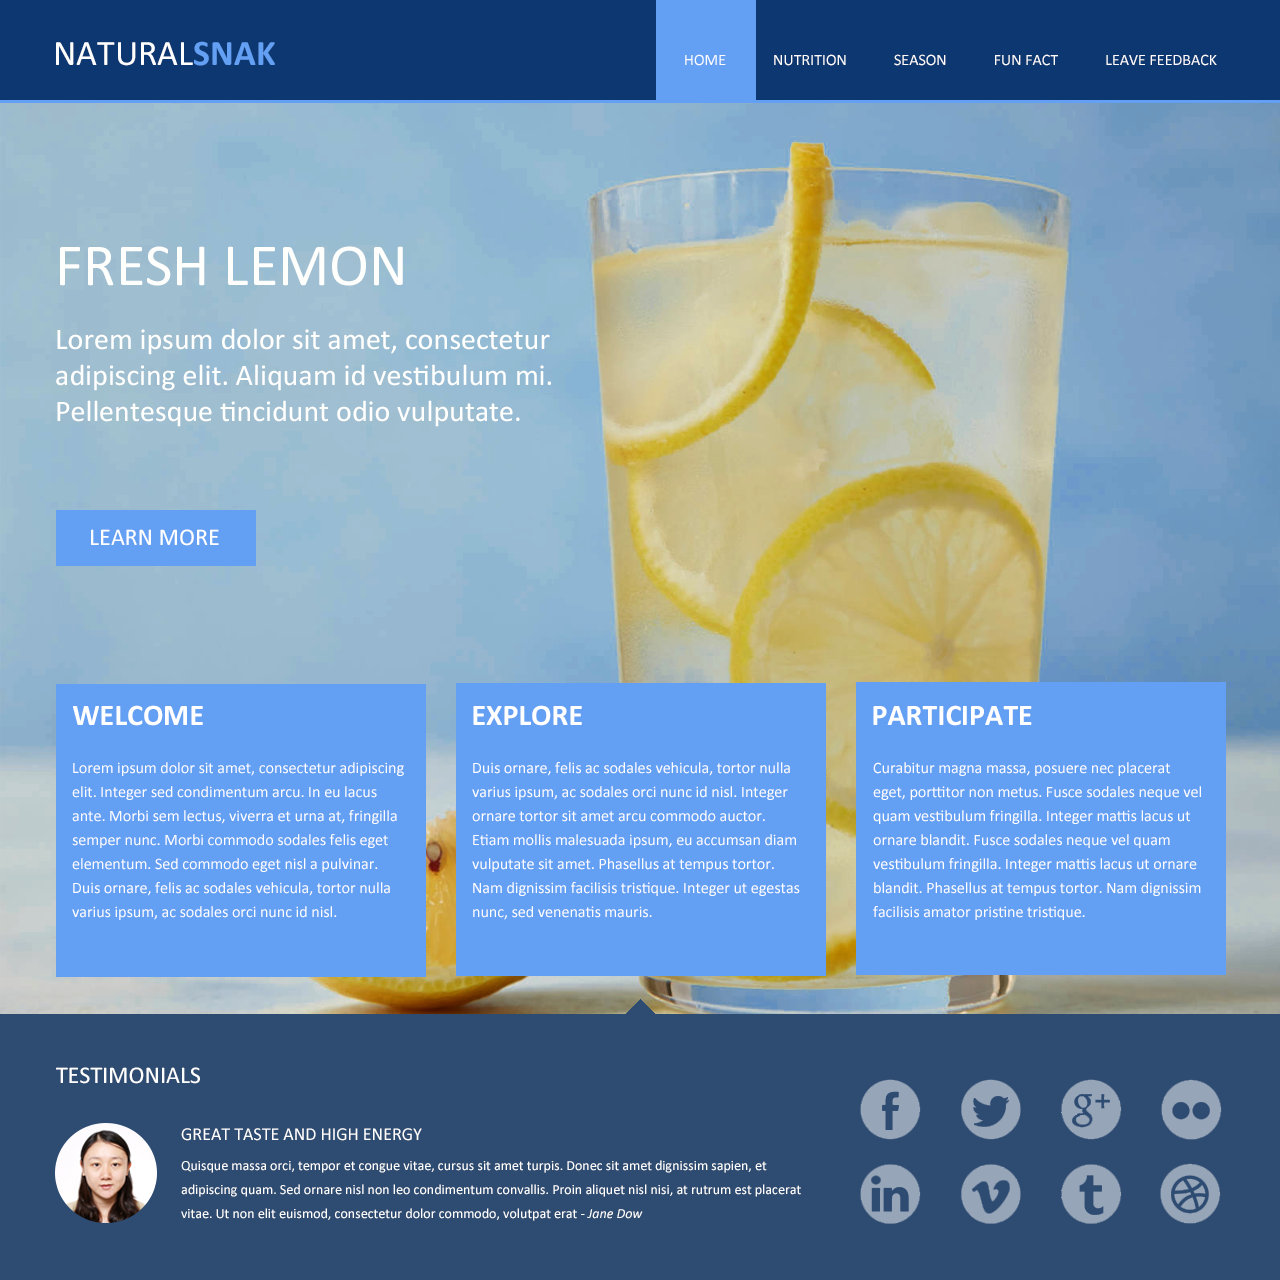 NATURALSNAK
HOME
NUTRITION
SEASON
FUN FACT
LEAVE FEEDBACK
FRESH LEMON
Lorem ipsum dolor sit amet, consectetur
adipiscing elit. Aliquam id vestibulum mi.
Pellentesque tincidunt odio vulputate.
LEARN MORE
WELCOME
Lorem ipsum dolor sit amet, consectetur adipiscing
elit. Integer sed condimentum arcu. In eu lacus
ante. Morbi sem lectus, viverra et urna at, fringilla
semper nunc. Morbi commodo sodales felis eget
elementum. Sed commodo eget nisl a pulvinar.
Duis ornare, felis ac sodales vehicula, tortor nulla
varius ipsum, ac sodales orci nunc id nisl.
EXPLORE
Duis ornare, felis ac sodales vehicula, tortor nulla
varius ipsum, ac sodales orci nunc id nisl. Integer
ornare tortor sit amet arcu commodo auctor.
Etiam mollis malesuada ipsum, eu accumsan diam
vulputate sit amet. Phasellus at tempus tortor.
Nam dignissim facilisis tristique. Integer ut egestas
nunc, sed venenatis mauris.
PARTICIPATE
Curabitur magna massa, posuere nec placerat
eget, porttitor non metus. Fusce sodales neque vel
quam vestibulum fringilla. Integer mattis lacus ut
ornare blandit. Fusce sodales neque vel quam
vestibulum fringilla. Integer mattis lacus ut ornare
blandit. Phasellus at tempus tortor. Nam dignissim
facilisis amator pristine tristique.
TESTIMONIALS
GREAT TASTE AND HIGH ENERGY
Quisque massa orci, tempor et congue vitae, cursus sit amet turpis. Donec sit amet dignissim sapien, et
adipiscing quam. Sed ornare nisl non leo condimentum convallis. Proin aliquet nisl nisi, at rutrum est placerat
vitae. Ut non elit euismod, consectetur dolor commodo, volutpat erat - Jane Dow